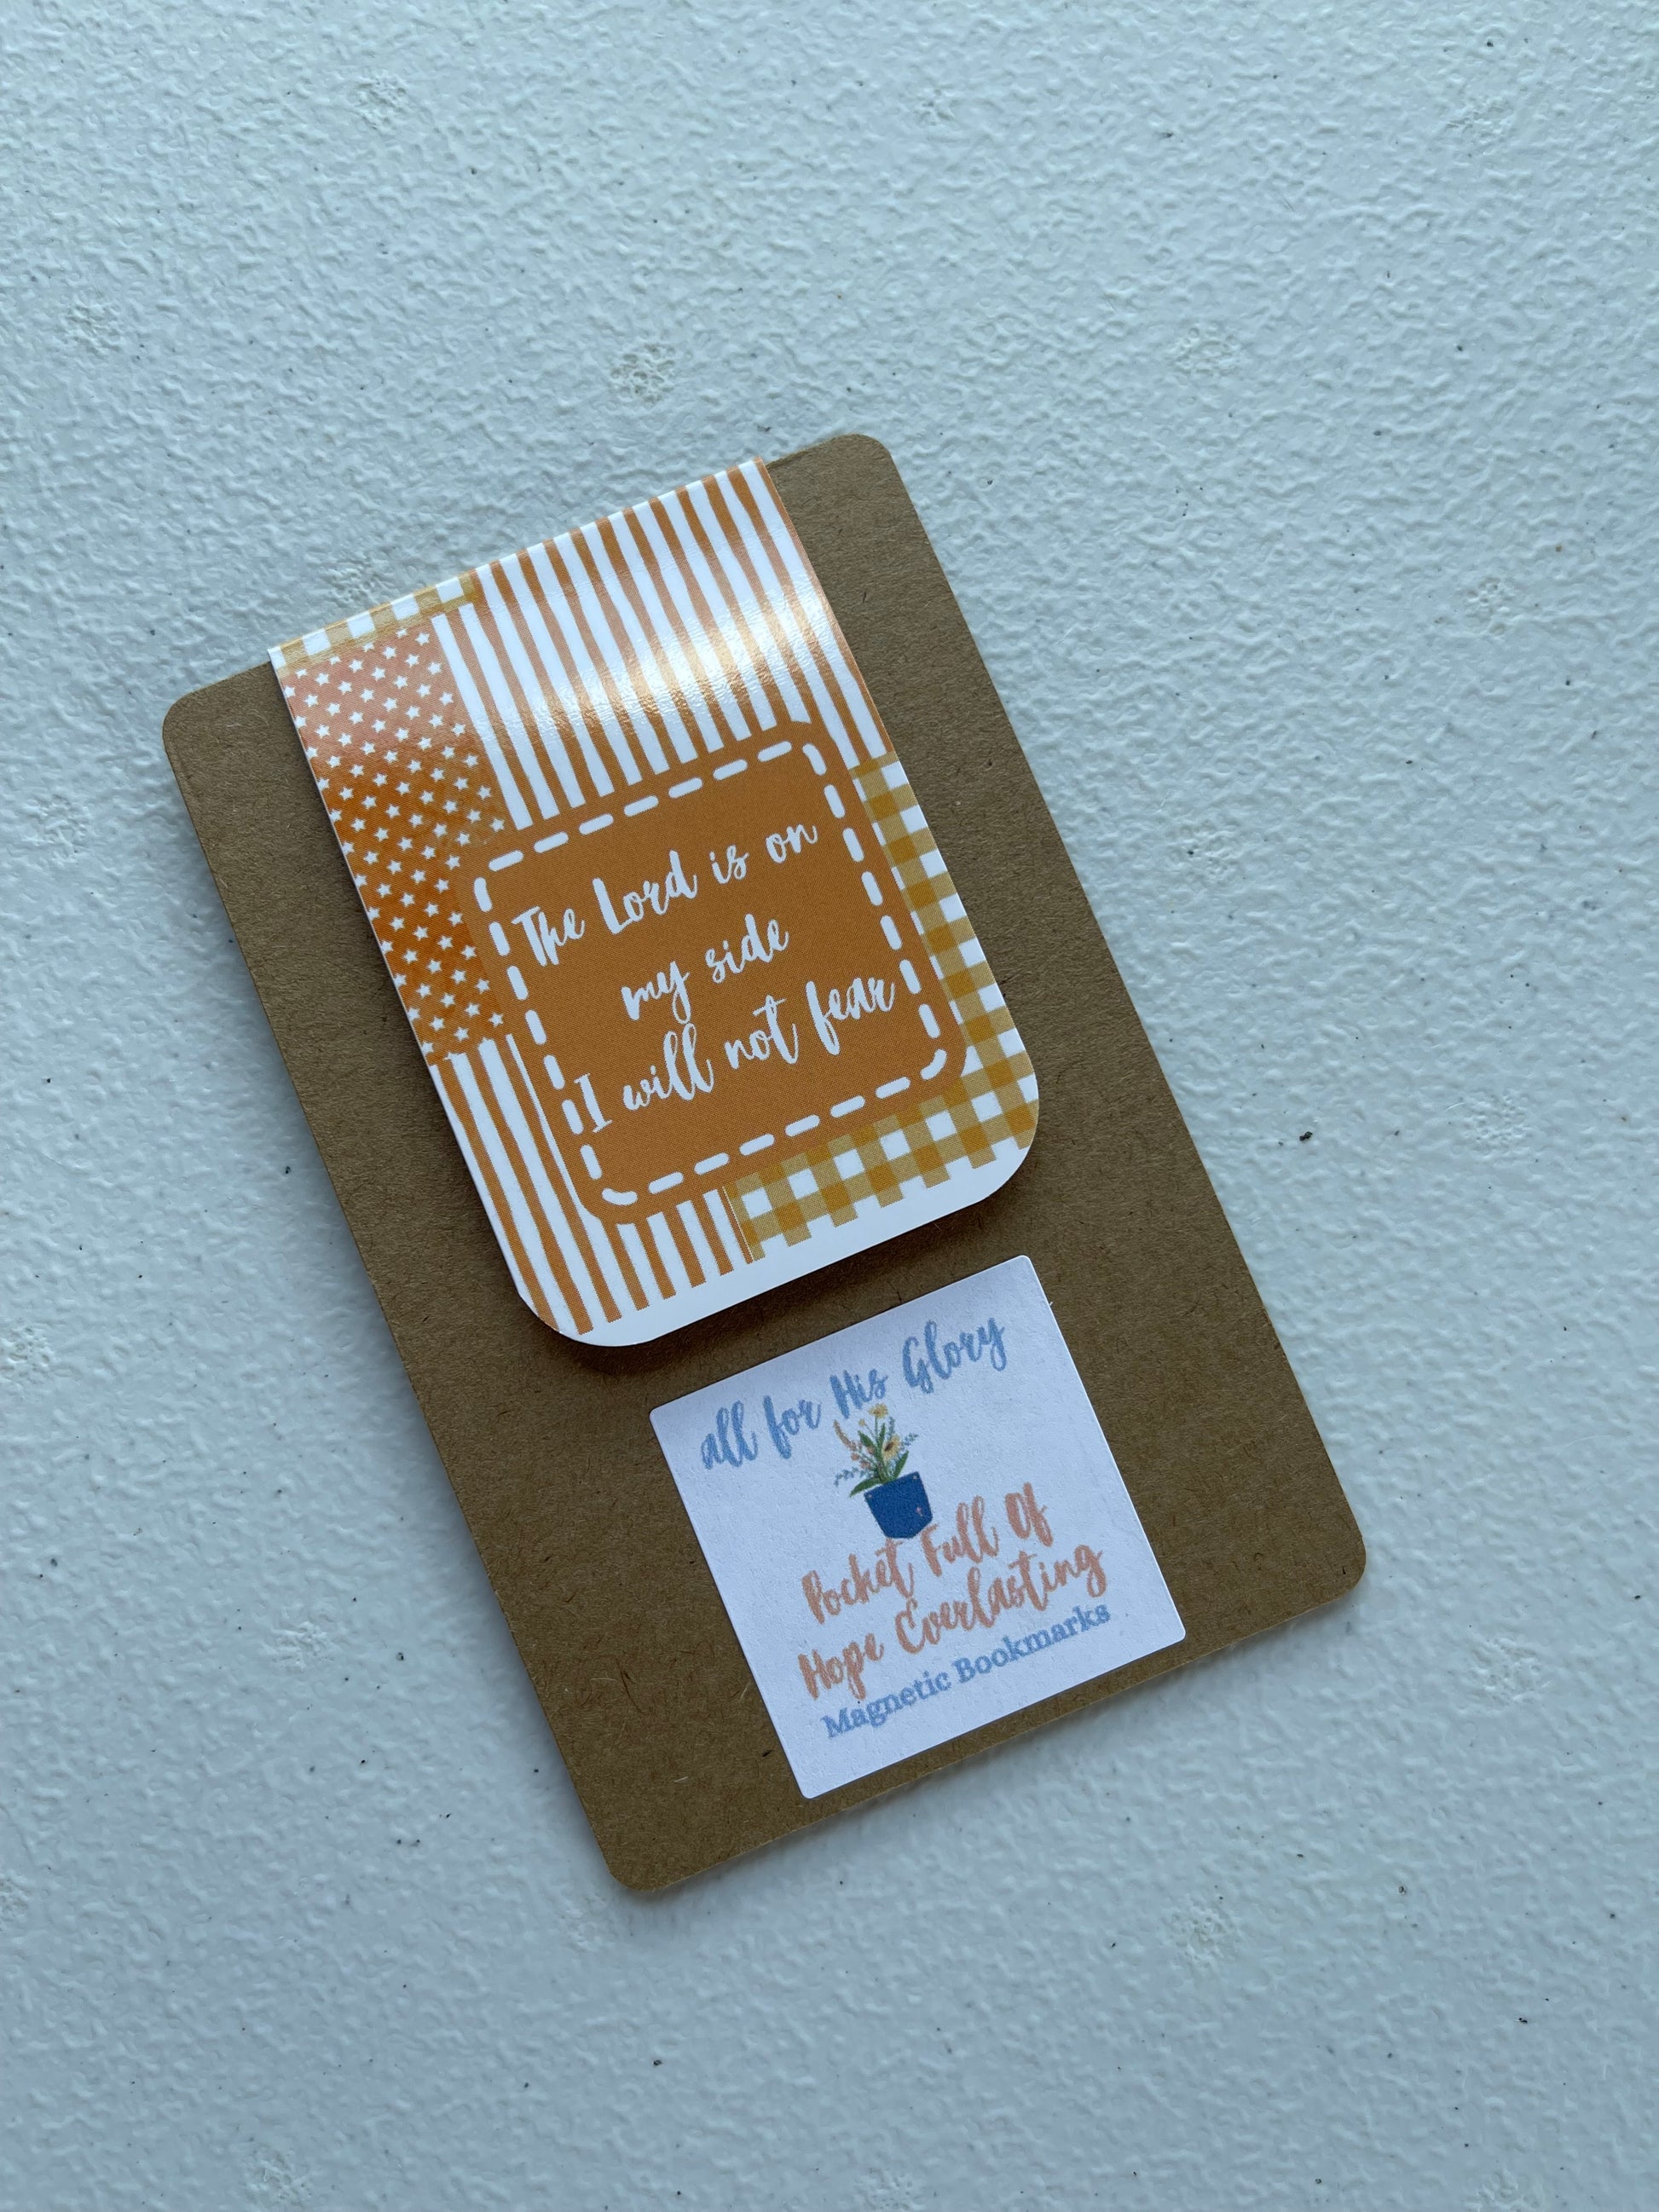 The Lord is on
my side
I will not fear
all for His Glory
Pocket Full Of
Hope Everlasting
Magnetic Bookmarks